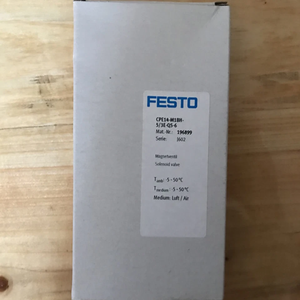 FESTO
CPE14-M1BH-
5/3E-QS-6
Mat.-Nr.: 196899
Serie: J602
Magnetventil
Solenoid valve
Tamb: -5 - 50 °C
Tmedium: -5 - 50 °C
Medium: Luft / Air